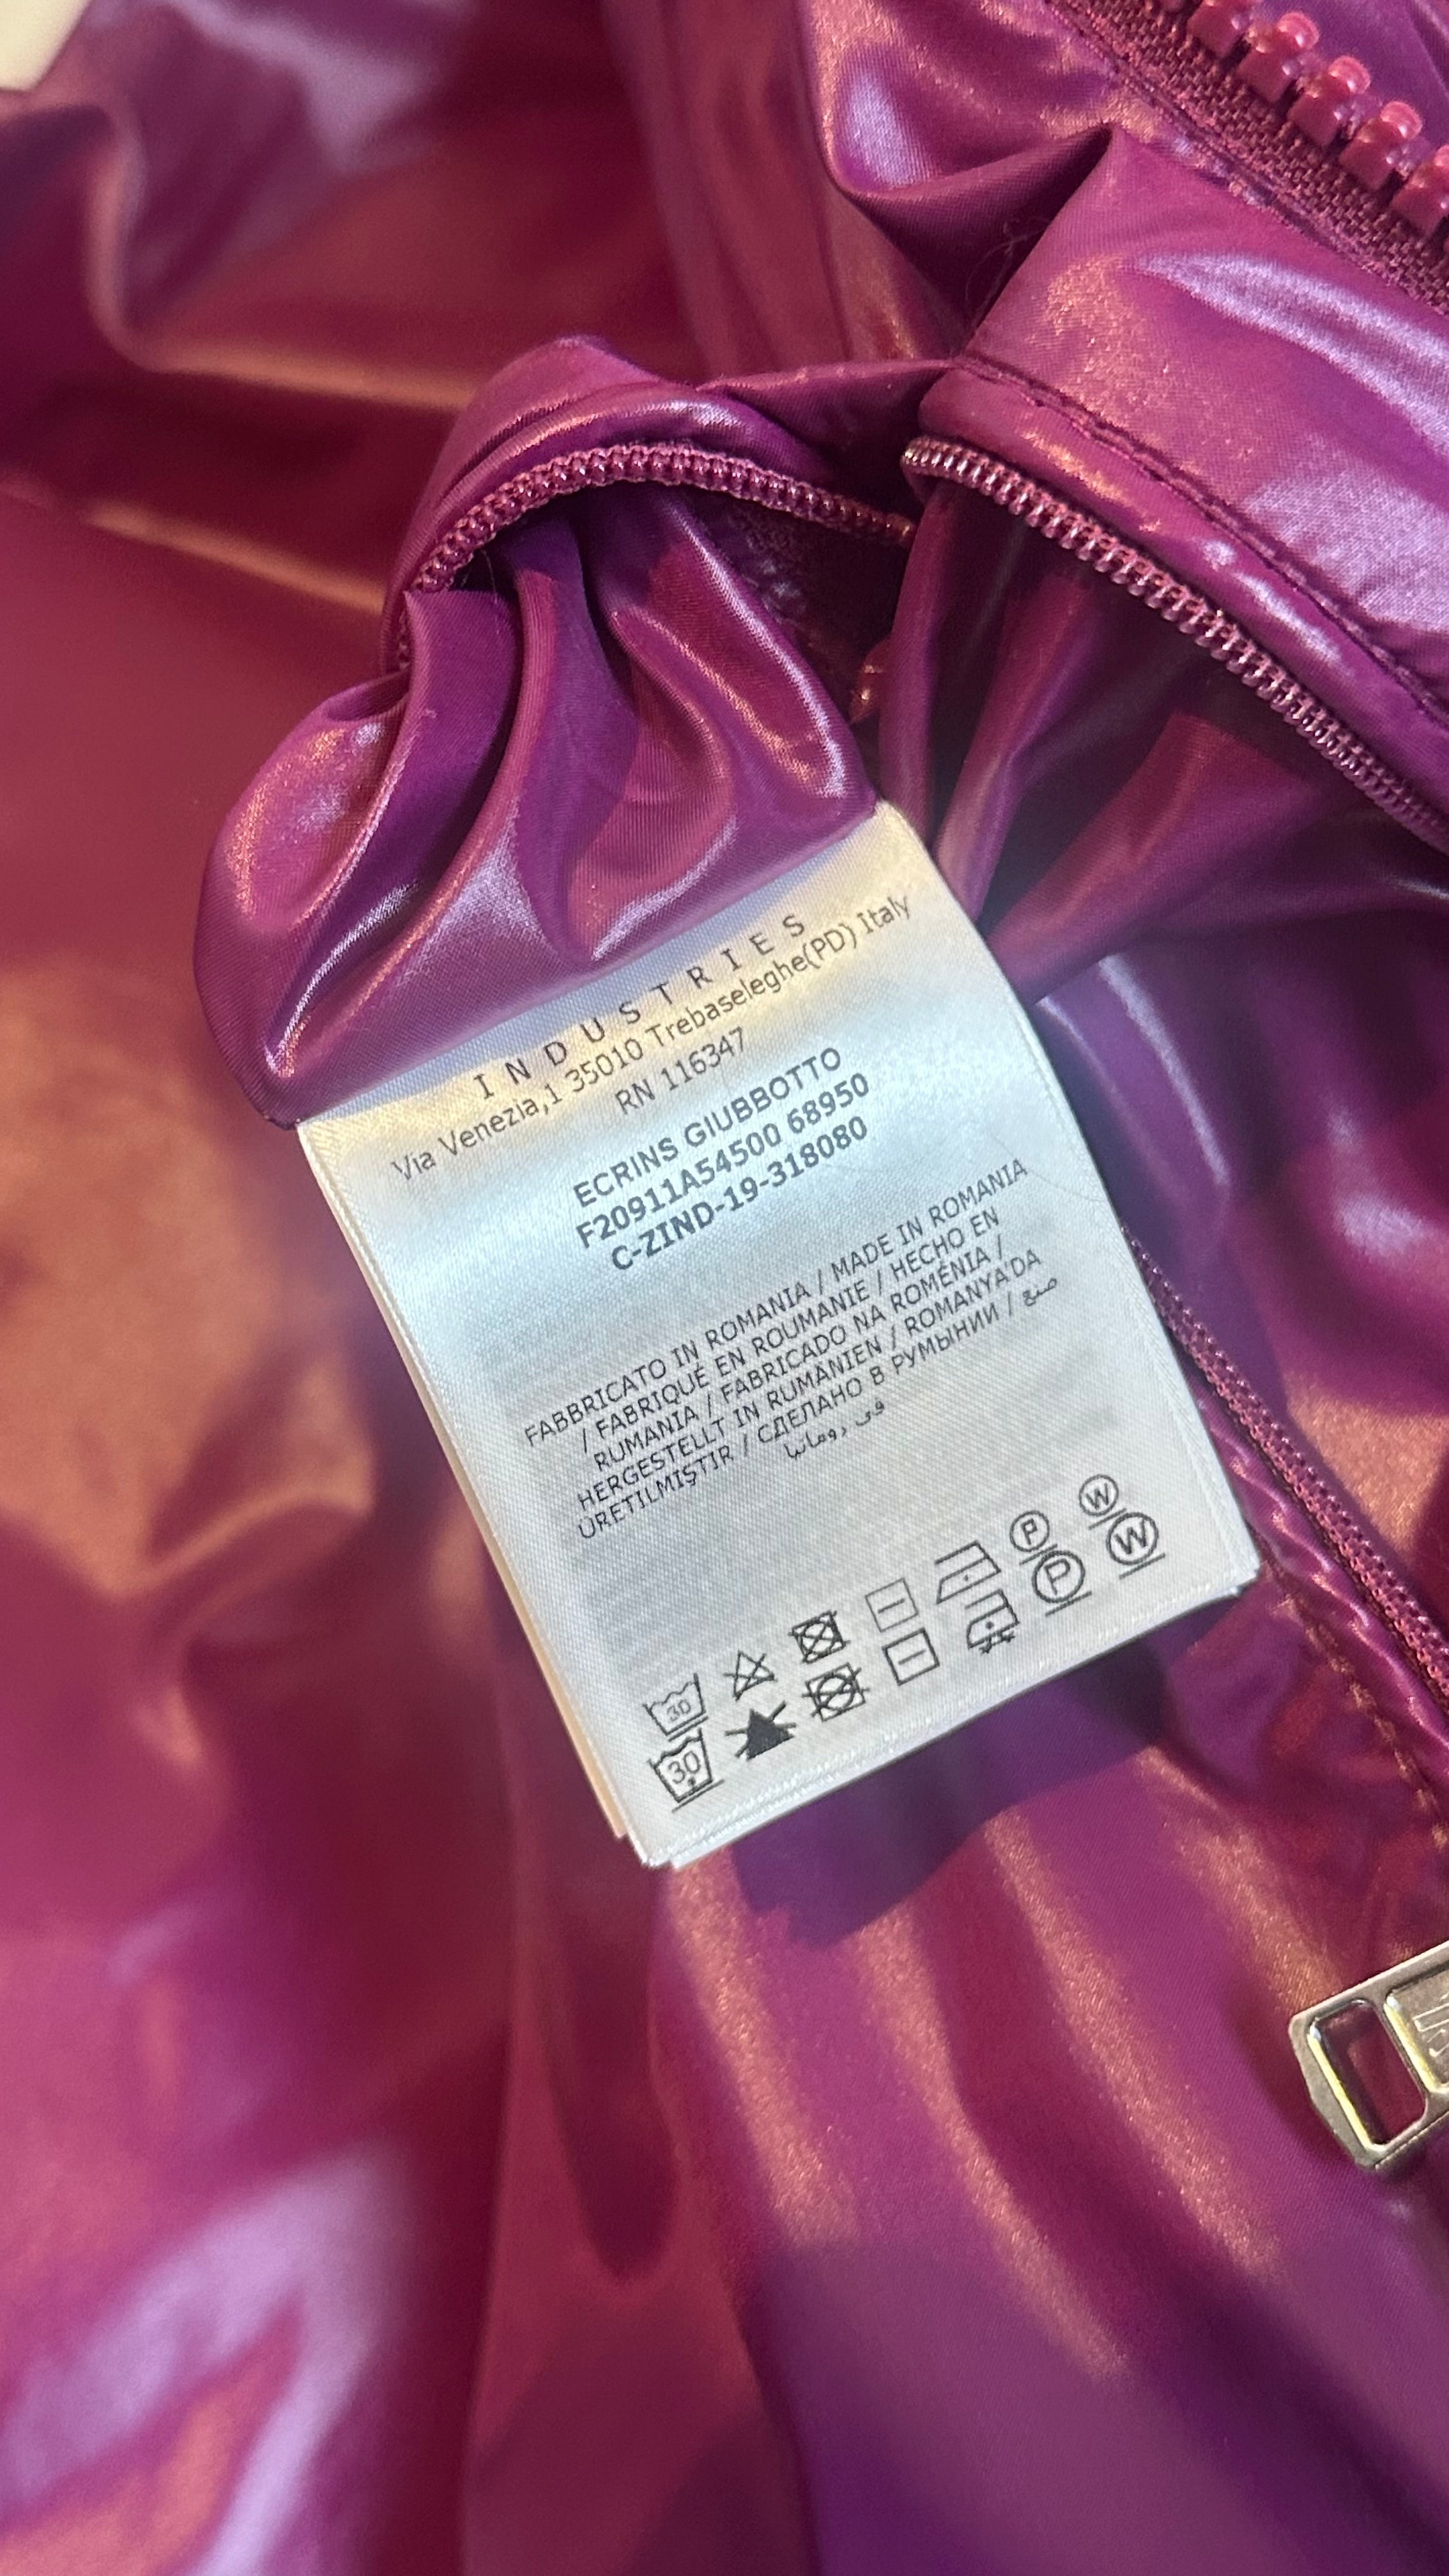 INDUSTRIES
Via Venezia,1 35010 Trebaseleghe(PD) Italy
RN 116347
ECRINS GIUBBOTTO
F20911A54500 68950
C-ZIND-19-318080
FABBRICATO IN ROMANIA / MADE IN ROMANIA
/ FABRIQUÉ EN ROUMANIE / HECHO EN
RUMANIA / FABRICADO NA ROMÉNIA /
HERGESTELLT IN RUMÄNIEN / ROMANYA'DA
ÜRETILMIŞTIR / СДЕЛАНО В РУМЫНИИ / صنع
في رومانيا
30
P W
30
P W